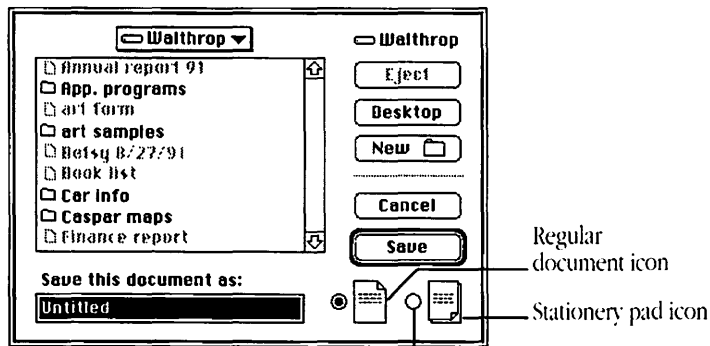 Walthrop
Walthrop
Annual report 91
App. programs
art form
art samples
Betsy 8/27/91
Book list
Car info
Caspar maps
Finance report
Eject
Desktop
New
Cancel
Save
Save this document as:
Untitled
Regular
document icon
Stationery pad icon